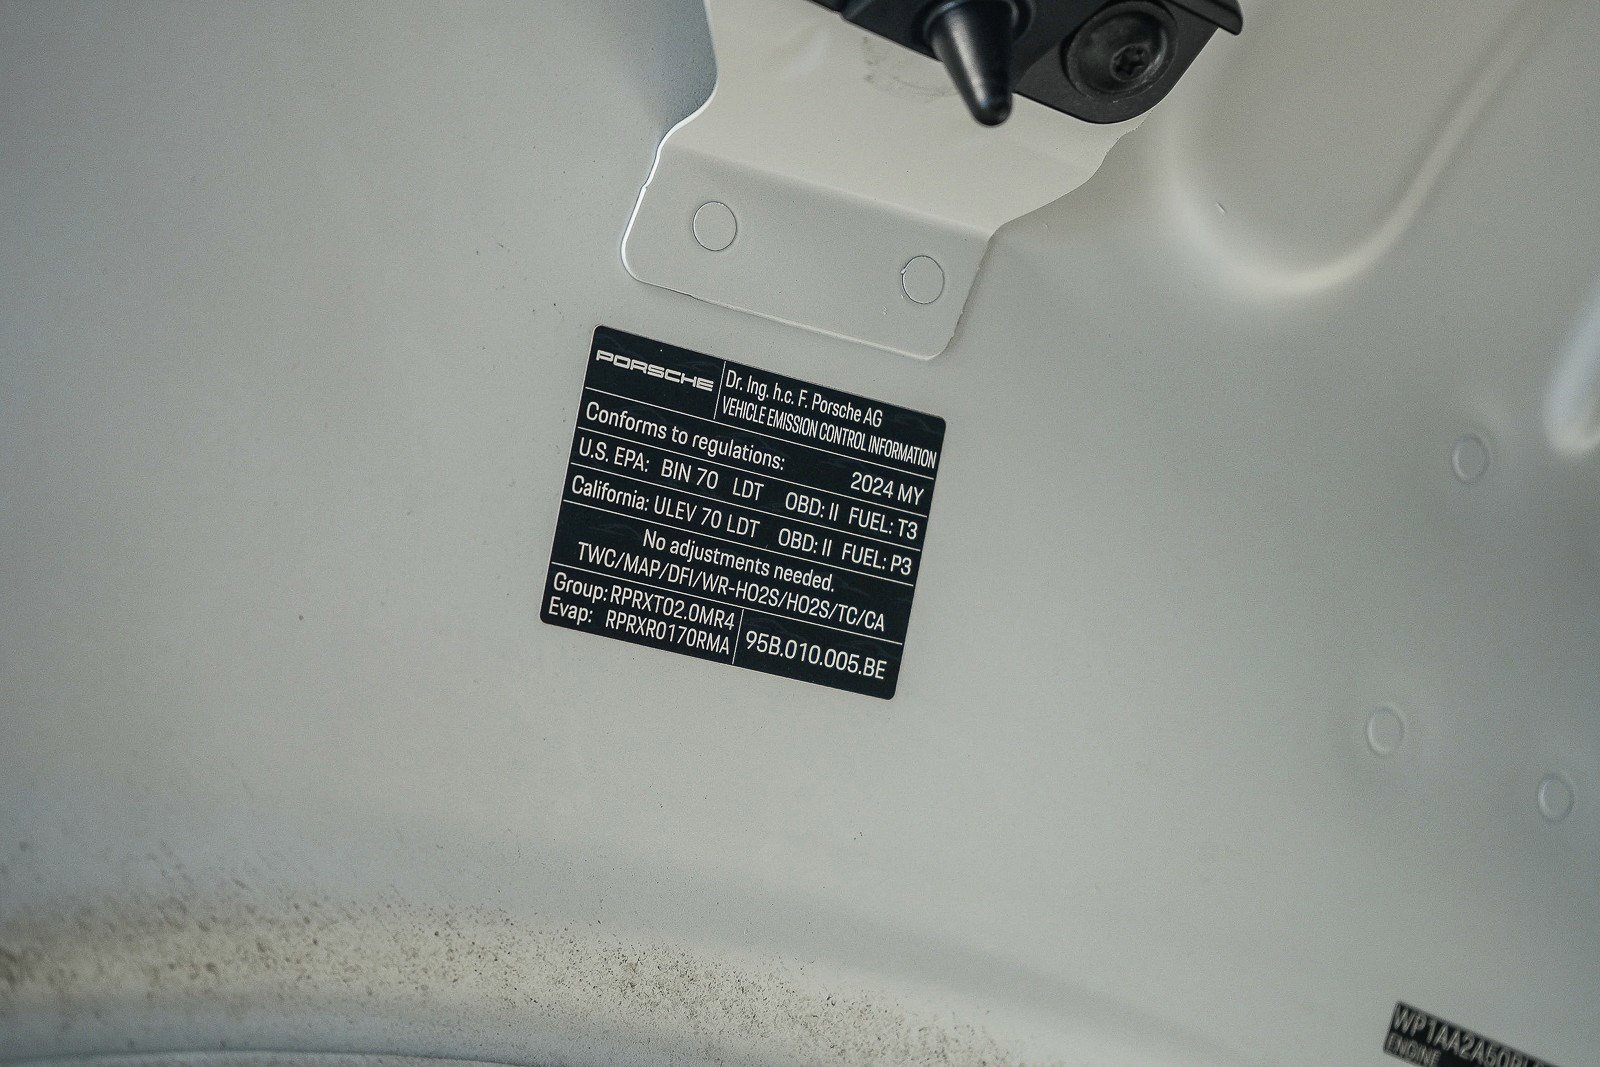 PORSCHE
Dr. Ing. h.c. F. Porsche AG
VEHICLE EMISSION CONTROL INFORMATION
Conforms to regulations: 2024 MY
U.S. EPA: BIN 70 LDT OBD: II FUEL: T3
California: ULEV 70 LDT OBD: II FUEL: P3
No adjustments needed.
TWC/MAP/DFI/WR-HO2S/HO2S/TC/CA
Group: RPRXT02.0MR4
Evap: RPRXR0170RMA
95B.010.005.BE
ENGINE